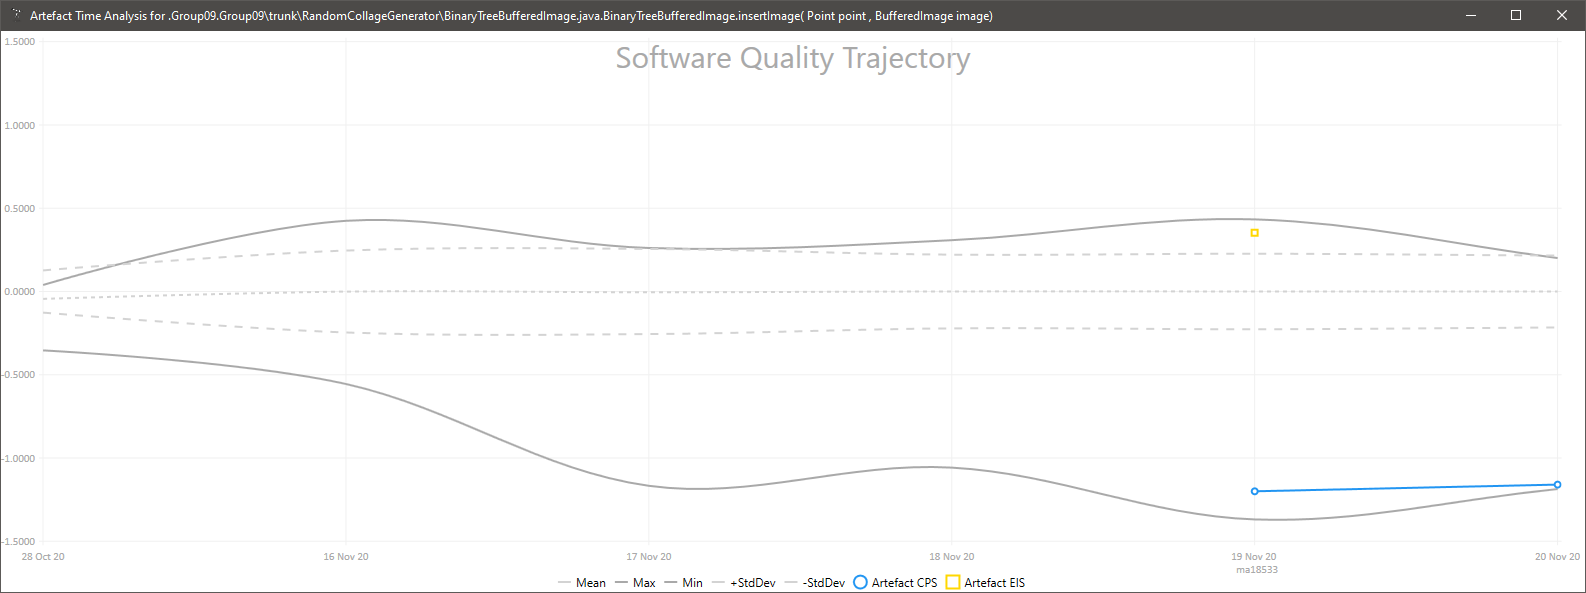 Artefact Time Analysis for .Group09.Group09\trunk\RandomCollageGenerator\BinaryTreeBufferedImage.java.BinaryTreeBufferedImage.insertImage( Point point , BufferedImage image)
Software Quality Trajectory
1.5000
1.0000
0.5000
0.0000
-0.5000
-1.0000
-1.5000
28 Oct 20 16 Nov 20 17 Nov 20 18 Nov 20 19 Nov 20 20 Nov 20
ma18533
Mean Max Min +StdDev -StdDev Artefact CPS Artefact EIS